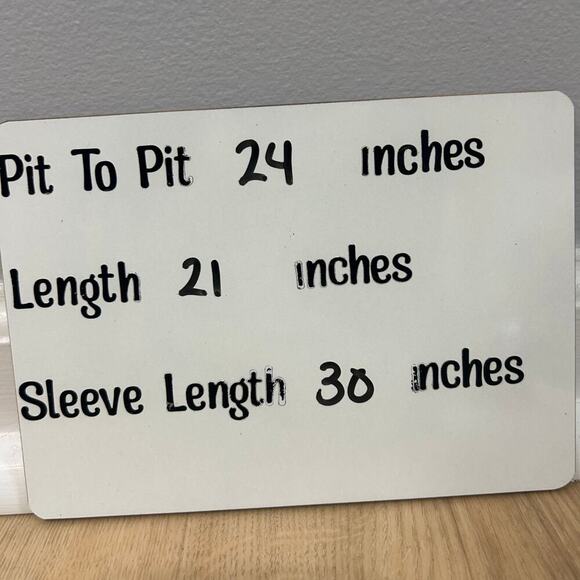 Pit To Pit 24 inches
Length 21 inches
Sleeve Length 30 inches